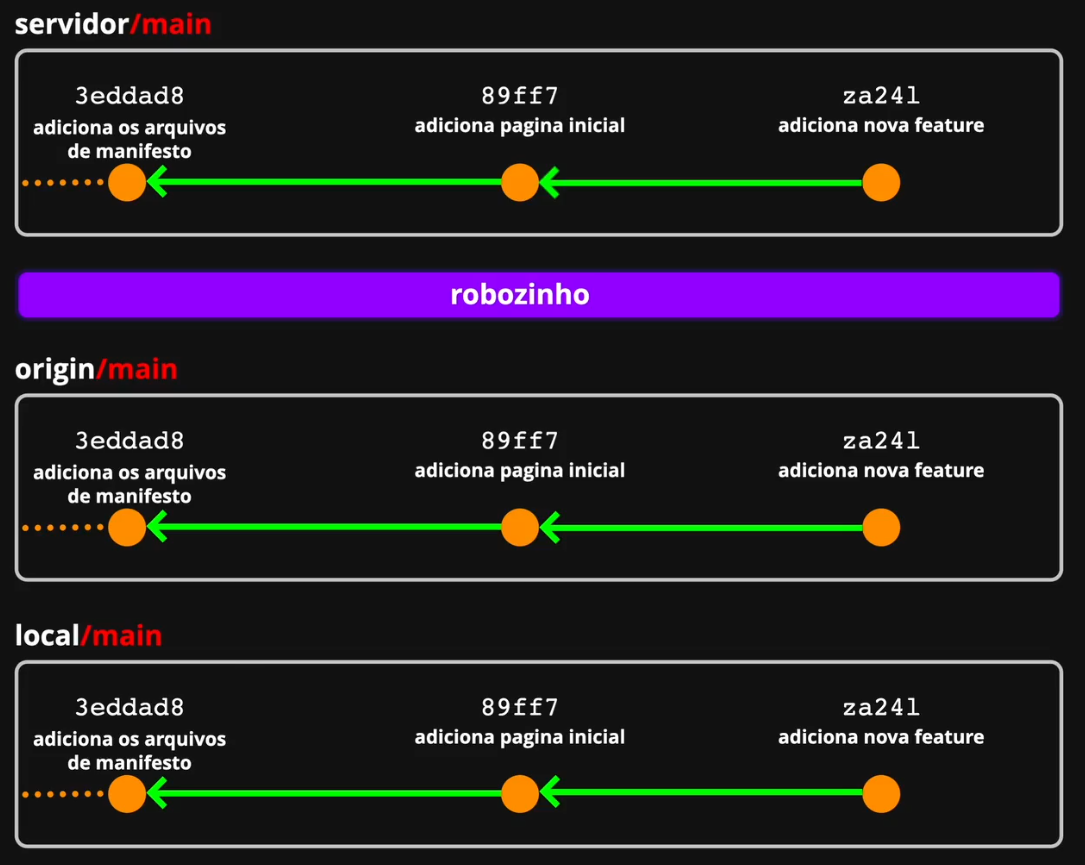 servidor/main
3eddad8
adiciona os arquivos
de manifesto
89ff7
adiciona pagina inicial
za24l
adiciona nova feature
robozinho
origin/main
3eddad8
adiciona os arquivos
de manifesto
89ff7
adiciona pagina inicial
za24l
adiciona nova feature
local/main
3eddad8
adiciona os arquivos
de manifesto
89ff7
adiciona pagina inicial
za24l
adiciona nova feature